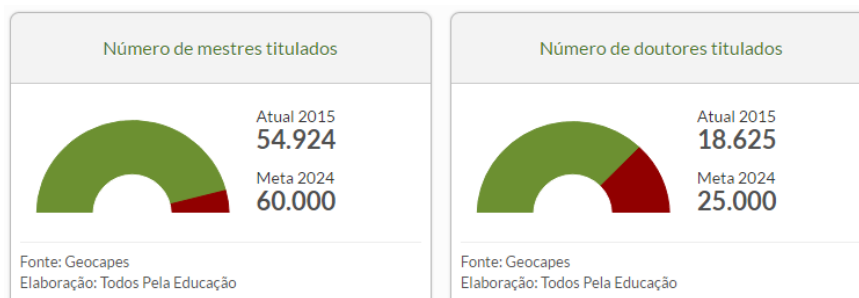 Número de mestres titulados
Atual 2015
54.924
Meta 2024
60.000
Fonte: Geocapes
Elaboração: Todos Pela Educação
Número de doutores titulados
Atual 2015
18.625
Meta 2024
25.000
Fonte: Geocapes
Elaboração: Todos Pela Educação